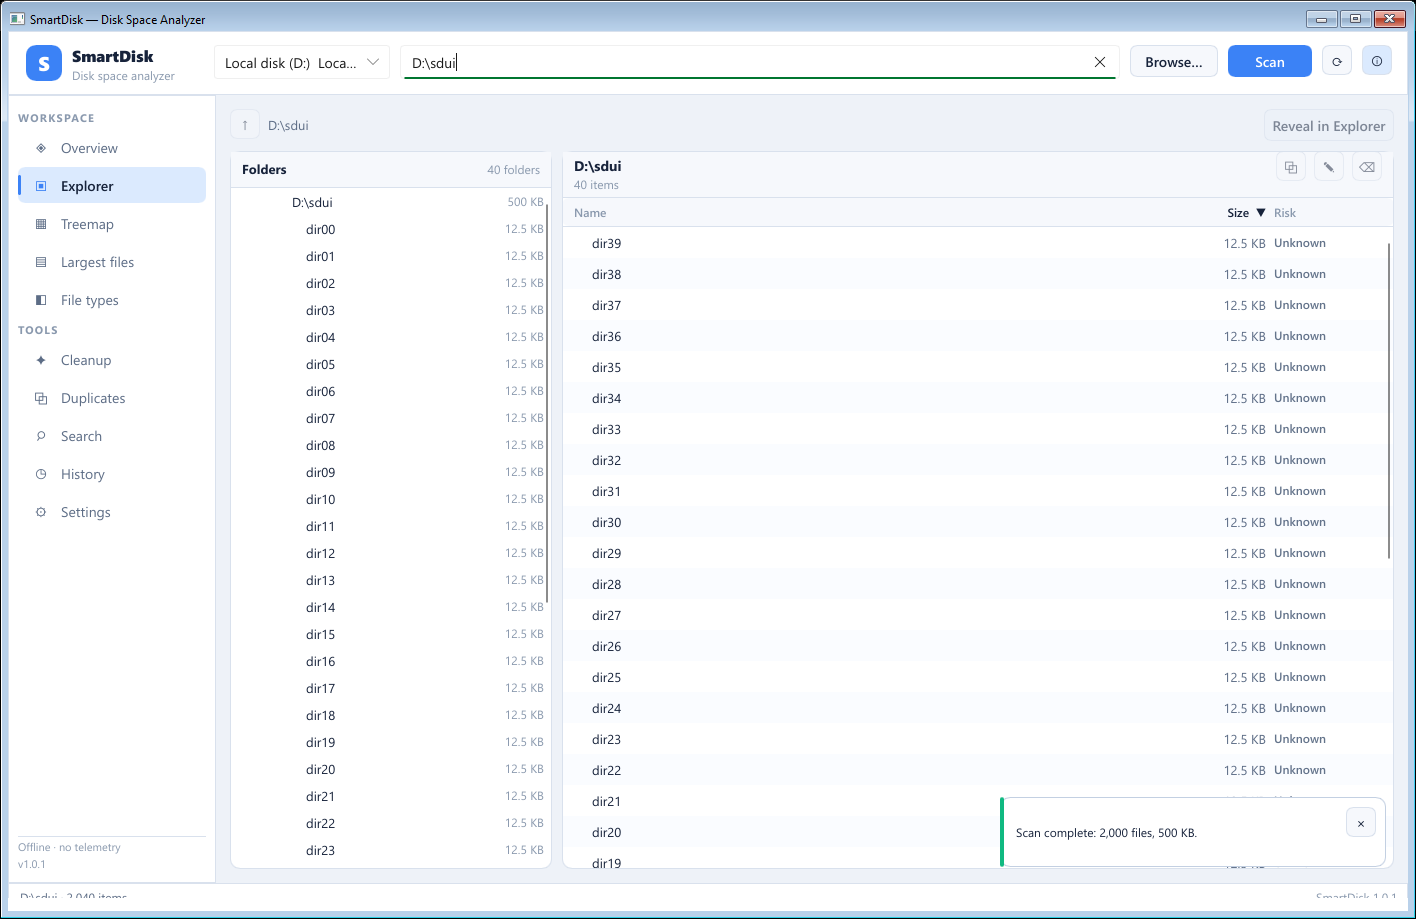 SmartDisk — Disk Space Analyzer
S
SmartDisk
Disk space analyzer
Local disk (D:) Loca...
D:\sdui
Browse...
Scan
WORKSPACE
Overview
Explorer
Treemap
Largest files
File types
TOOLS
Cleanup
Duplicates
Search
History
Settings
Offline · no telemetry
v1.0.1
D:\sdui
Reveal in Explorer
Folders 40 folders
D:\sdui 500 KB
dir00 12.5 KB
dir01 12.5 KB
dir02 12.5 KB
dir03 12.5 KB
dir04 12.5 KB
dir05 12.5 KB
dir06 12.5 KB
dir07 12.5 KB
dir08 12.5 KB
dir09 12.5 KB
dir10 12.5 KB
dir11 12.5 KB
dir12 12.5 KB
dir13 12.5 KB
dir14 12.5 KB
dir15 12.5 KB
dir16 12.5 KB
dir17 12.5 KB
dir18 12.5 KB
dir19 12.5 KB
dir20 12.5 KB
dir21 12.5 KB
dir22 12.5 KB
dir23 12.5 KB
D:\sdui
40 items
Name Size ▼ Risk
dir39 12.5 KB Unknown
dir38 12.5 KB Unknown
dir37 12.5 KB Unknown
dir36 12.5 KB Unknown
dir35 12.5 KB Unknown
dir34 12.5 KB Unknown
dir33 12.5 KB Unknown
dir32 12.5 KB Unknown
dir31 12.5 KB Unknown
dir30 12.5 KB Unknown
dir29 12.5 KB Unknown
dir28 12.5 KB Unknown
dir27 12.5 KB Unknown
dir26 12.5 KB Unknown
dir25 12.5 KB Unknown
dir24 12.5 KB Unknown
dir23 12.5 KB Unknown
dir22 12.5 KB Unknown
dir21
dir20
dir19
Scan complete: 2,000 files, 500 KB.
D:\sdui · 2,040 items
SmartDisk 1.0.1